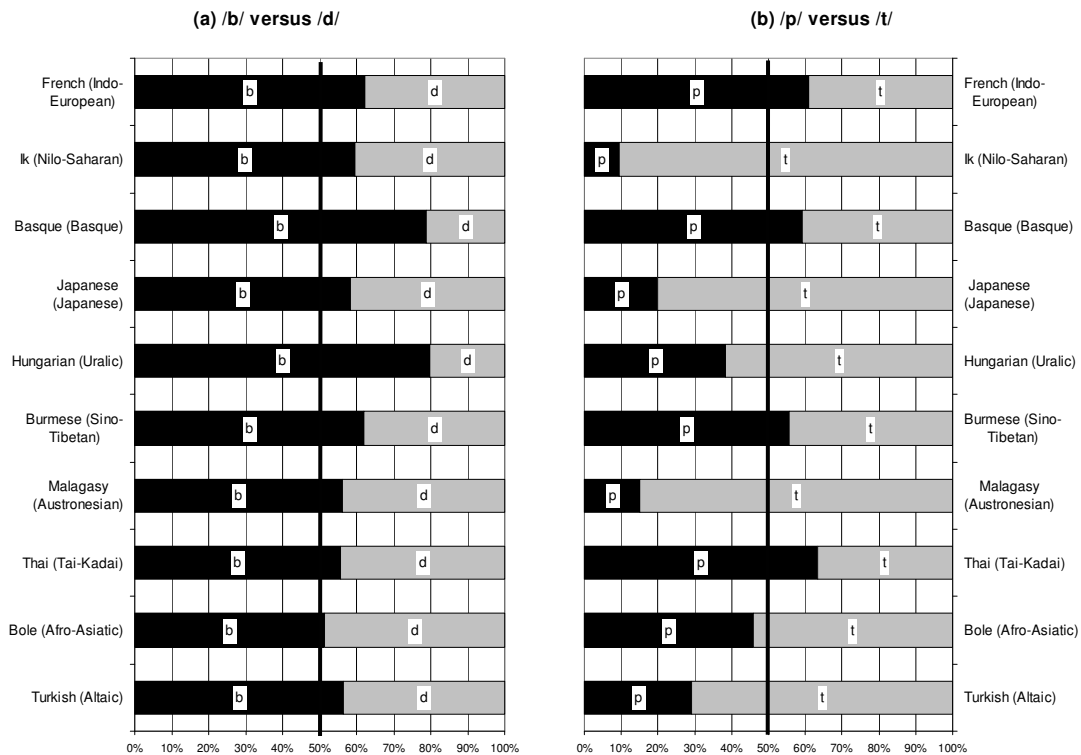 (a) /b/ versus /d/
French (Indo-
European)
b
d
Ik (Nilo-Saharan)
b
d
Basque (Basque)
b
d
Japanese
(Japanese)
b
d
Hungarian (Uralic)
b
d
Burmese (Sino-
Tibetan)
b
d
Malagasy
(Austronesian)
b
d
Thai (Tai-Kadai)
b
d
Bole (Afro-Asiatic)
b
d
Turkish (Altaic)
b
d
0% 10% 20% 30% 40% 50% 60% 70% 80% 90% 100%
(b) /p/ versus /t/
p
t
French (Indo-
European)
p
t
Ik (Nilo-Saharan)
p
t
Basque (Basque)
p
t
Japanese
(Japanese)
p
t
Hungarian (Uralic)
p
t
Burmese (Sino-
Tibetan)
p
t
Malagasy
(Austronesian)
p
t
Thai (Tai-Kadai)
p
t
Bole (Afro-Asiatic)
p
t
Turkish (Altaic)
0% 10% 20% 30% 40% 50% 60% 70% 80% 90% 100%